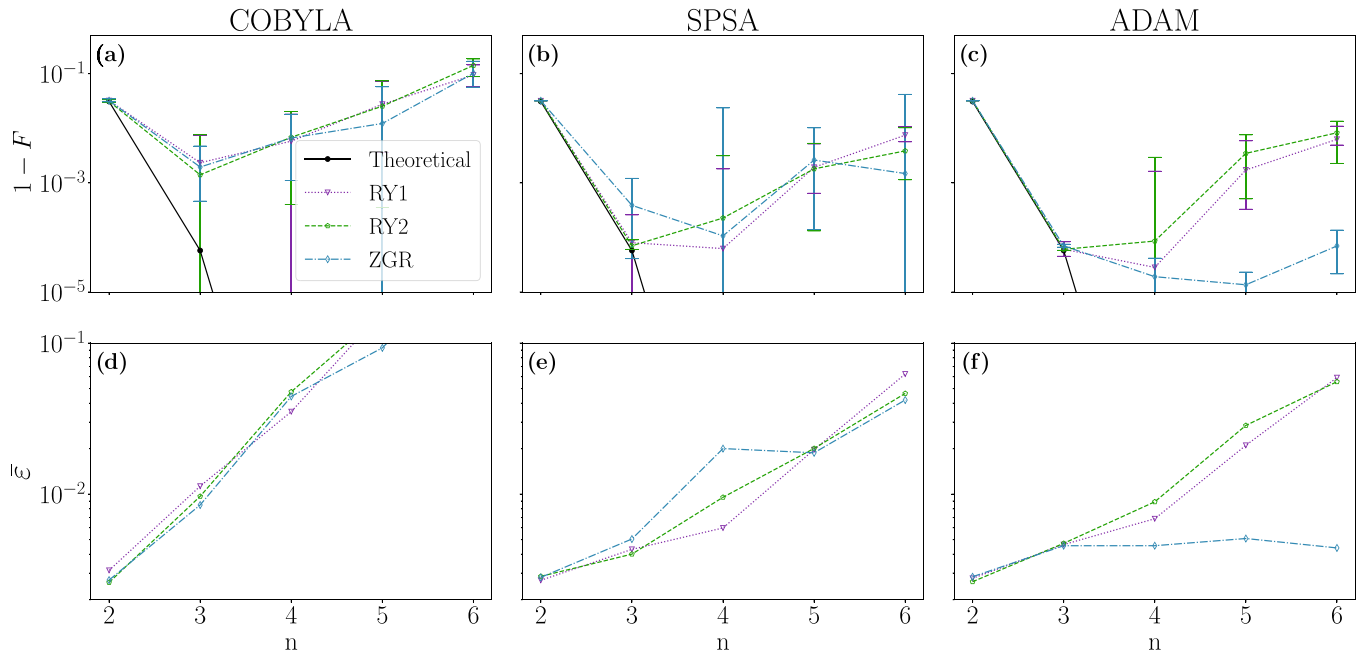 COBYLA SPSA ADAM
(a) (b) (c)
10⁻¹
10⁻³
10⁻⁵
1 − F
Theoretical
RY1
RY2
ZGR
(d) (e) (f)
10⁻¹
10⁻²
ε̄
2 3 4 5 6 2 3 4 5 6 2 3 4 5 6
n n n